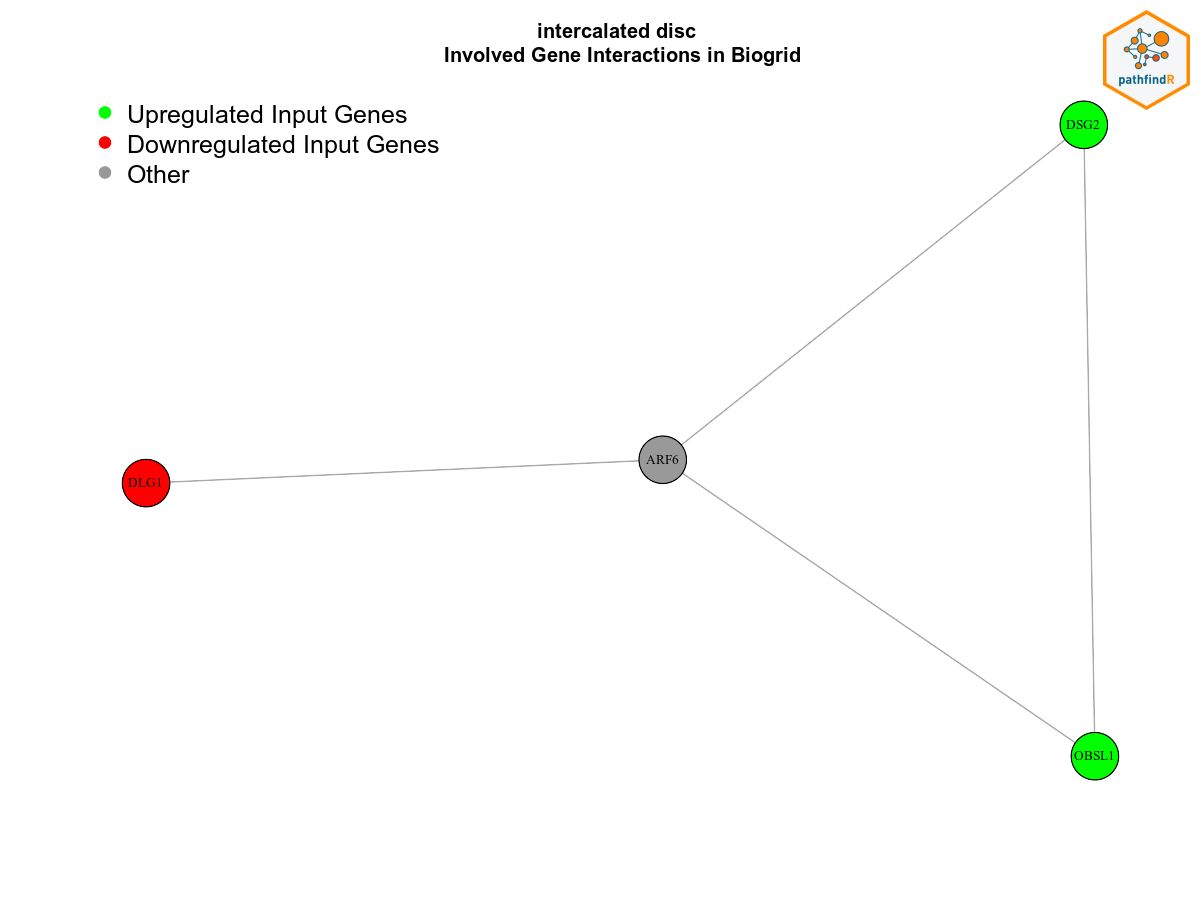 intercalated disc
Involved Gene Interactions in Biogrid
pathfindR
Upregulated Input Genes
Downregulated Input Genes
Other
DSG2
ARF6
DLG1
OBSL1